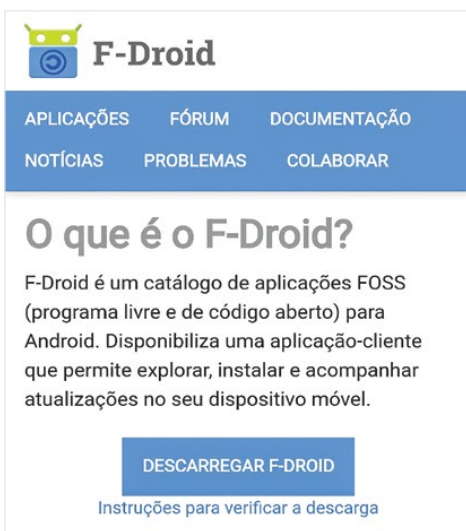 F-Droid
APLICAÇÕES FÓRUM DOCUMENTAÇÃO
NOTÍCIAS PROBLEMAS COLABORAR
O que é o F-Droid?
F-Droid é um catálogo de aplicações FOSS
(programa livre e de código aberto) para
Android. Disponibiliza uma aplicação-cliente
que permite explorar, instalar e acompanhar
atualizações no seu dispositivo móvel.
DESCARREGAR F-DROID
Instruções para verificar a descarga